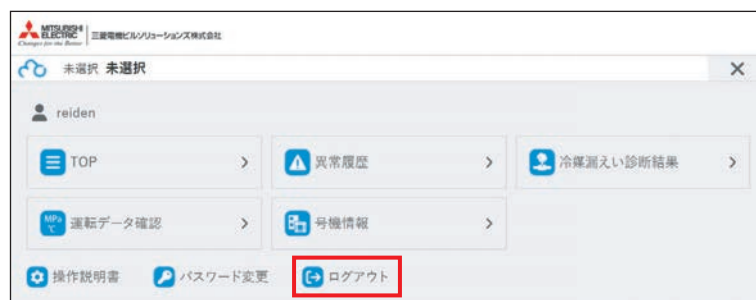 MITSUBISHI ELECTRIC 三菱電機ビルソリューションズ株式会社
Changes for the Better
未選択 未選択
reiden
TOP
異常履歴
冷媒漏えい診断結果
MPa ℃ 運転データ確認
号機情報
操作説明書 パスワード変更 ログアウト